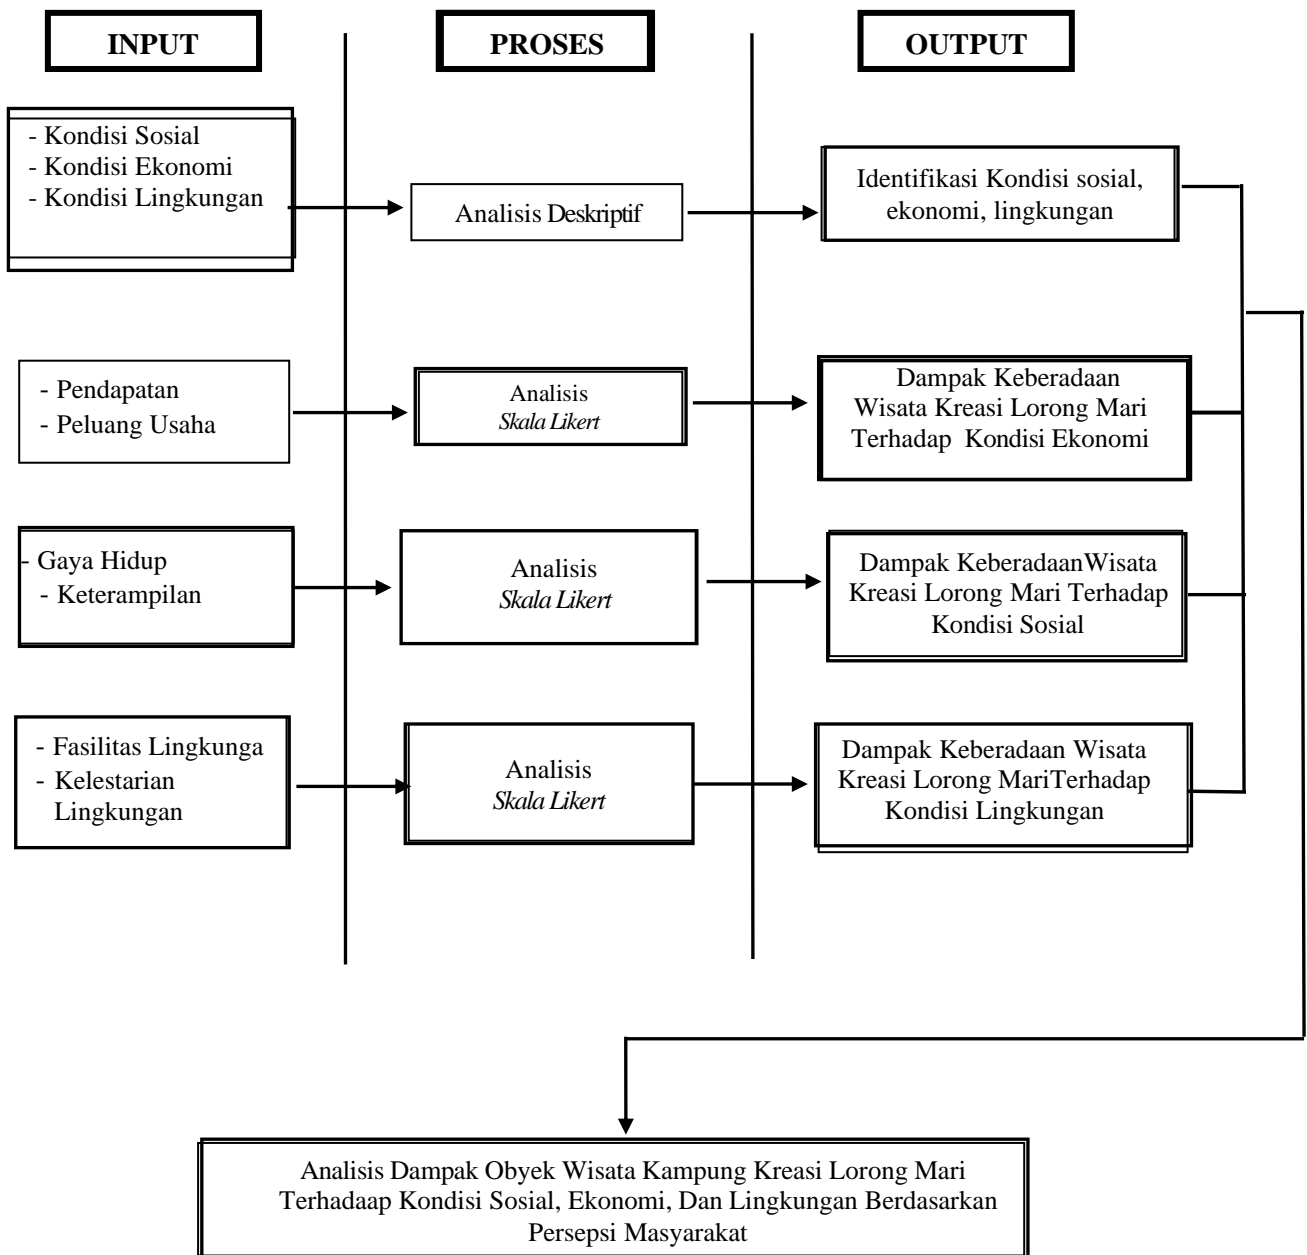 INPUT
PROSES
OUTPUT
- Kondisi Sosial
- Kondisi Ekonomi
- Kondisi Lingkungan
Analisis Deskriptif
Identifikasi Kondisi sosial,
ekonomi, lingkungan
- Pendapatan
- Peluang Usaha
Analisis
Skala Likert
Dampak Keberadaan
Wisata Kreasi Lorong Mari
Terhadap Kondisi Ekonomi
- Gaya Hidup
- Keterampilan
Analisis
Skala Likert
Dampak KeberadaanWisata
Kreasi Lorong Mari Terhadap
Kondisi Sosial
- Fasilitas Lingkunga
- Kelestarian
Lingkungan
Analisis
Skala Likert
Dampak Keberadaan Wisata
Kreasi Lorong MariTerhadap
Kondisi Lingkungan
Analisis Dampak Obyek Wisata Kampung Kreasi Lorong Mari
Terhadaap Kondisi Sosial, Ekonomi, Dan Lingkungan Berdasarkan
Persepsi Masyarakat